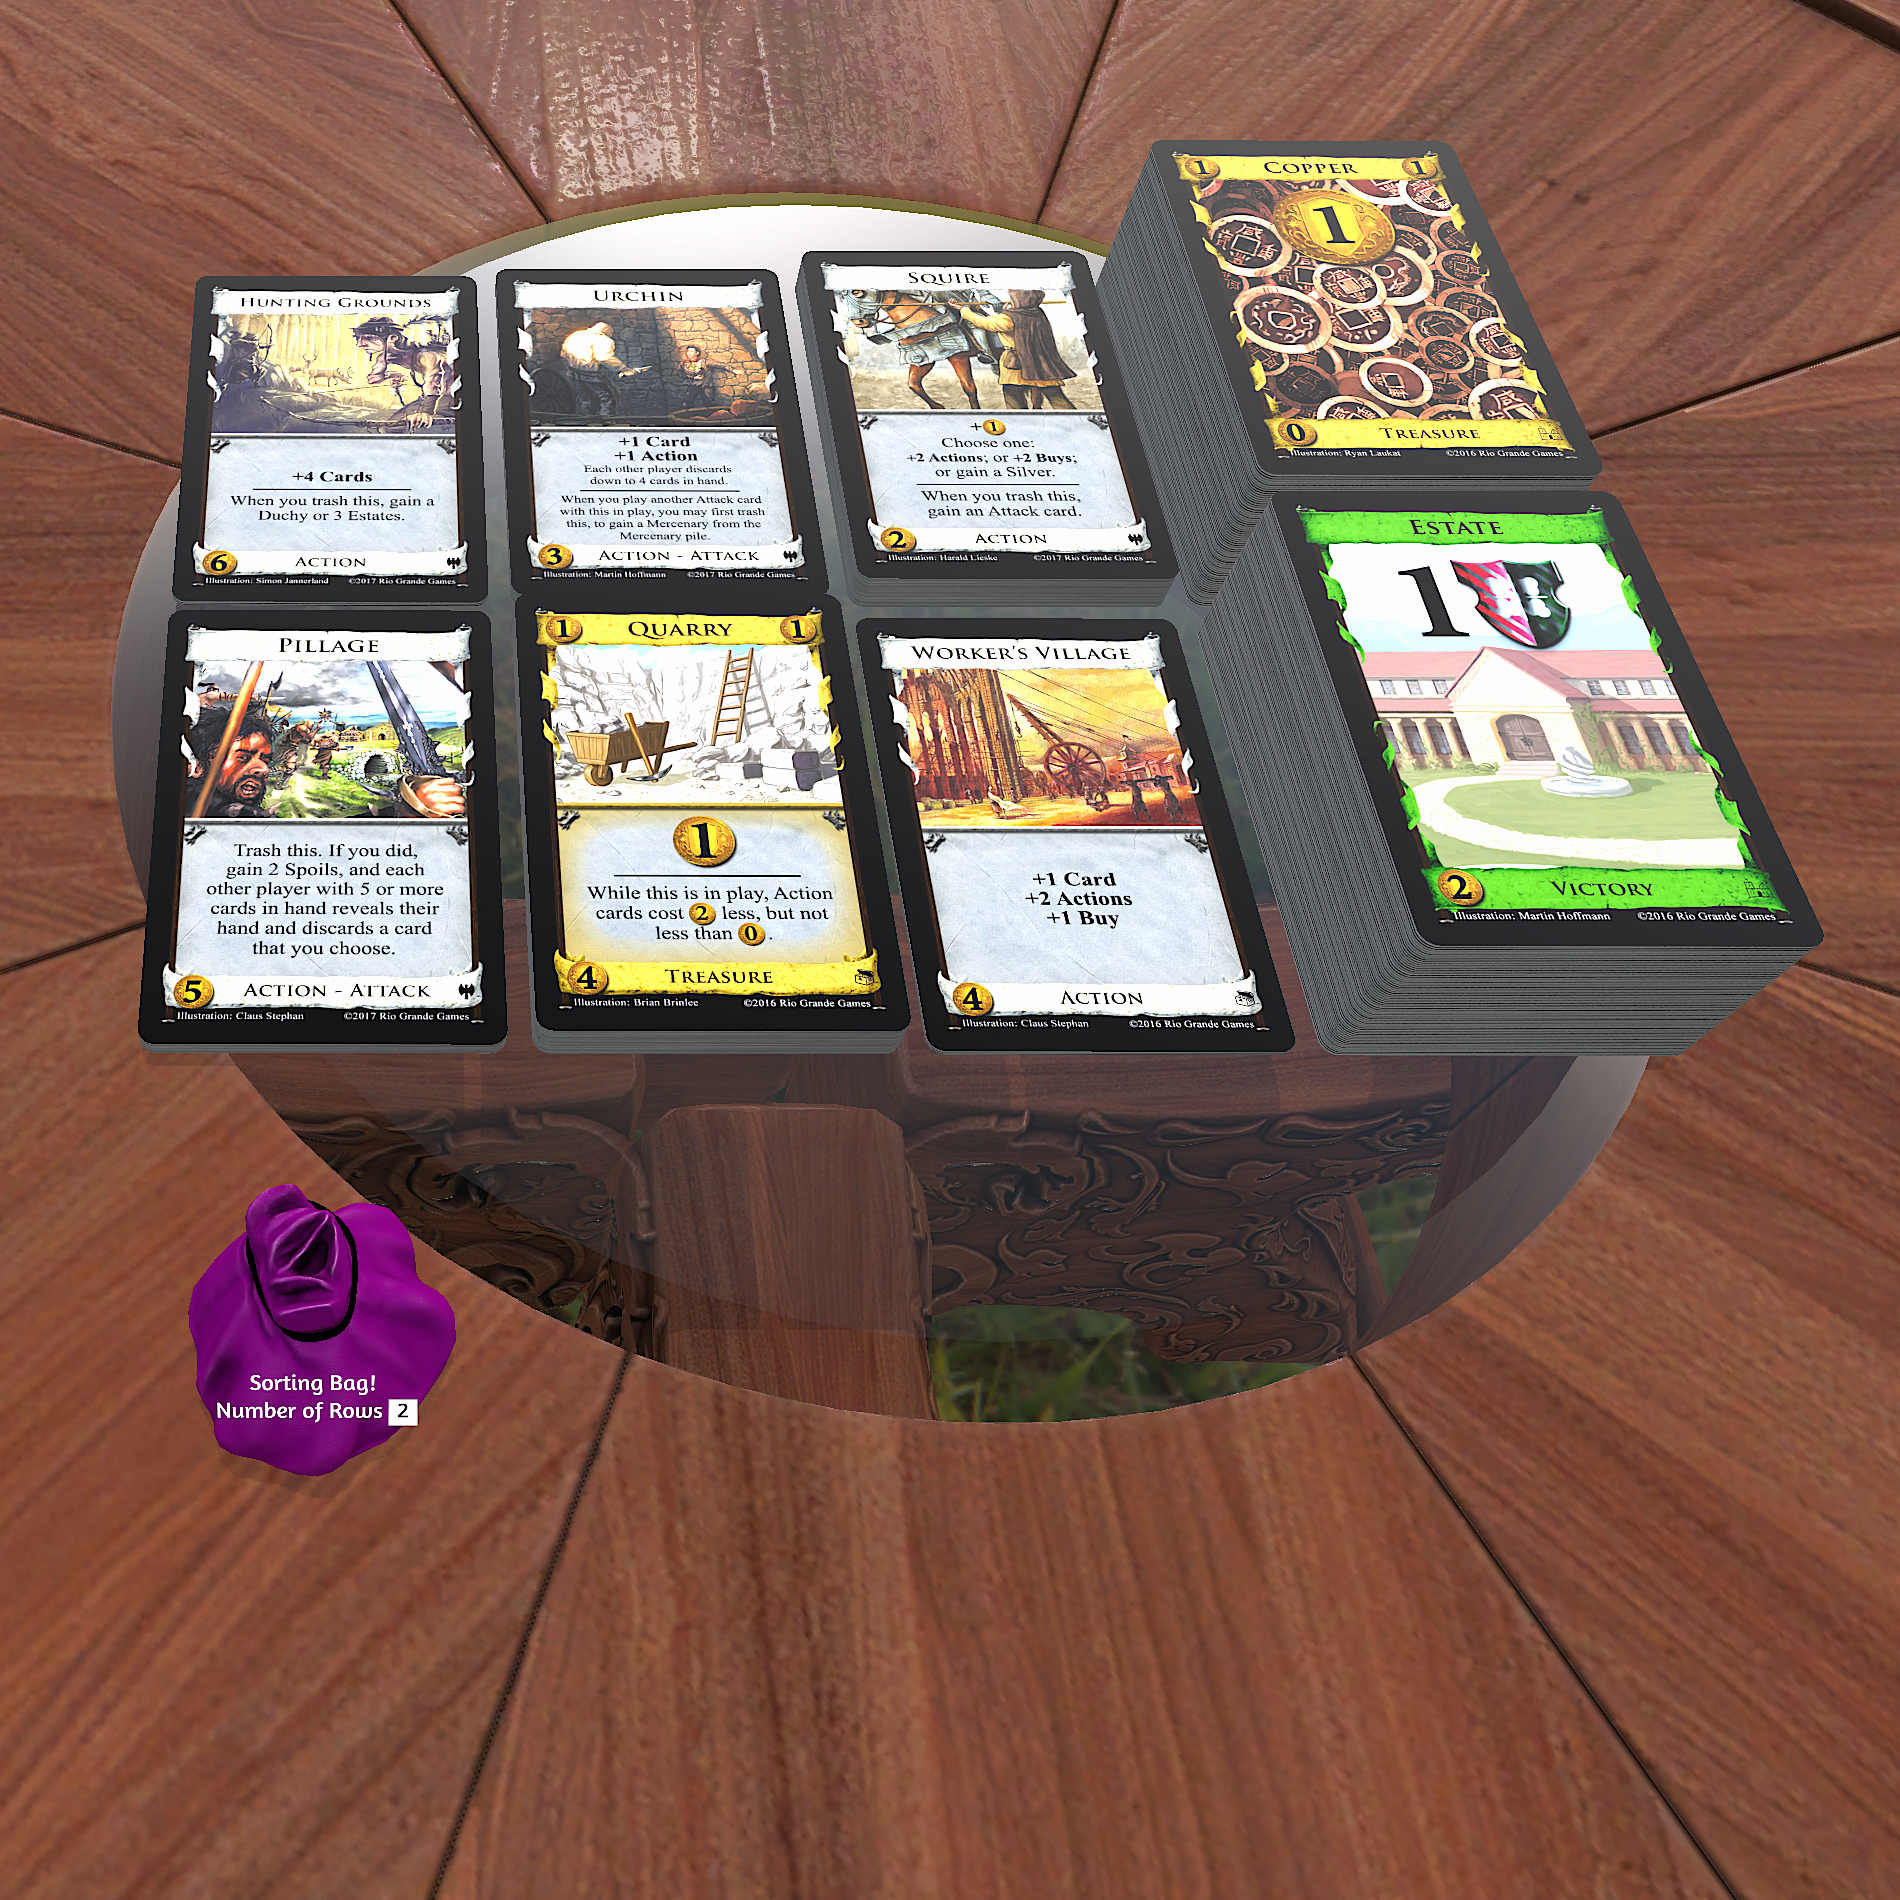 HUNTING GROUNDS
+4 Cards
When you trash this, gain a
Duchy or 3 Estates.
6 ACTION
Illustration: Simon Jannerland ©2017 Rio Grande Games
URCHIN
+1 Card
+1 Action
Each other player discards
down to 4 cards in hand.
When you play another Attack card
with this in play, you may first trash
this, to gain a Mercenary from the
Mercenary pile.
3 ACTION - ATTACK
Illustration: Martin Hoffmann ©2017 Rio Grande Games
SQUIRE
+1
Choose one:
+2 Actions; or +2 Buys;
or gain a Silver.
When you trash this,
gain an Attack card.
2 ACTION
Illustration: Harald Lieske ©2017 Rio Grande Games
1 COPPER 1
1
0 TREASURE
Illustration: Ryan Laukat ©2016 Rio Grande Games
PILLAGE
Trash this. If you did,
gain 2 Spoils, and each
other player with 5 or more
cards in hand reveals their
hand and discards a card
that you choose.
5 ACTION - ATTACK
Illustration: Claus Stephan ©2017 Rio Grande Games
1 QUARRY 1
1
While this is in play, Action
cards cost 2 less, but not
less than 0.
4 TREASURE
Illustration: Brian Brinlee ©2016 Rio Grande Games
WORKER'S VILLAGE
+1 Card
+2 Actions
+1 Buy
4 ACTION
Illustration: Claus Stephan ©2016 Rio Grande Games
ESTATE
1
2 VICTORY
Illustration: Martin Hoffmann ©2016 Rio Grande Games
Sorting Bag!
Number of Rows 2